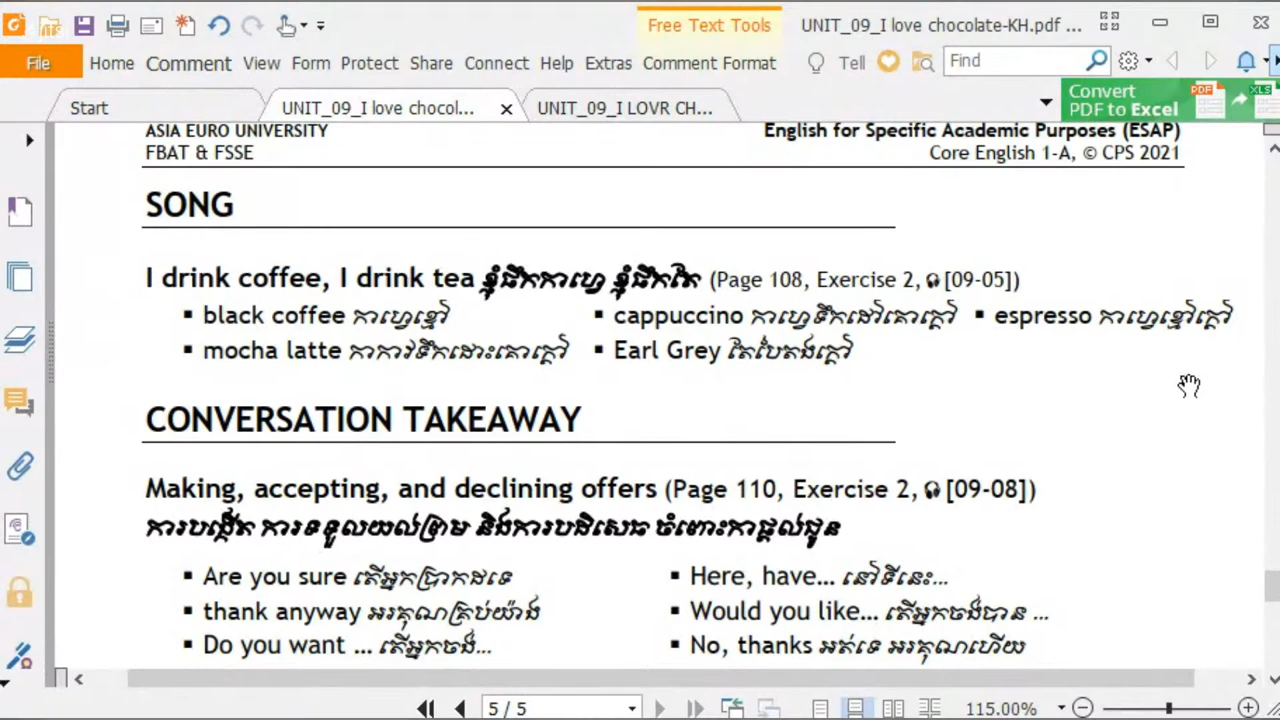 Free Text Tools UNIT_09_I love chocolate-KH.pdf ...
File Home Comment View Form Protect Share Connect Help Extras Comment Format Tell Find
Start UNIT_09_I love chocol... UNIT_09_I LOVR CH... Convert PDF to Excel
ASIA EURO UNIVERSITY English for Specific Academic Purposes (ESAP)
FBAT & FSSE Core English 1-A, © CPS 2021
SONG
I drink coffee, I drink tea ខ្ញុំផឹកកាហ្វេ ខ្ញុំផឹកតែ (Page 108, Exercise 2, [09-05])
▪ black coffee កាហ្វេខ្មៅ ▪ cappuccino កាហ្វេទឹកដៅគោក្តៅ ▪ espresso កាហ្វេខ្មៅក្តៅ
▪ mocha latte កាកាវទឹកដោះគោក្តៅ ▪ Earl Grey តែបៃតងក្តៅ
CONVERSATION TAKEAWAY
Making, accepting, and declining offers (Page 110, Exercise 2, [09-08])
ការបង្កើត ការទទួលយល់ព្រម និងការបដិសេធ ចំពោះកាផ្តល់ជូន
▪ Are you sure តើអ្នកប្រាកដទេ ▪ Here, have... នៅទីនេះ...
▪ thank anyway អរគុណគ្រប់យ៉ាង ▪ Would you like... តើអ្នកចង់បាន ...
▪ Do you want ... តើអ្នកចង់... ▪ No, thanks អត់ទេ អរគុណហើយ
5 / 5 115.00%